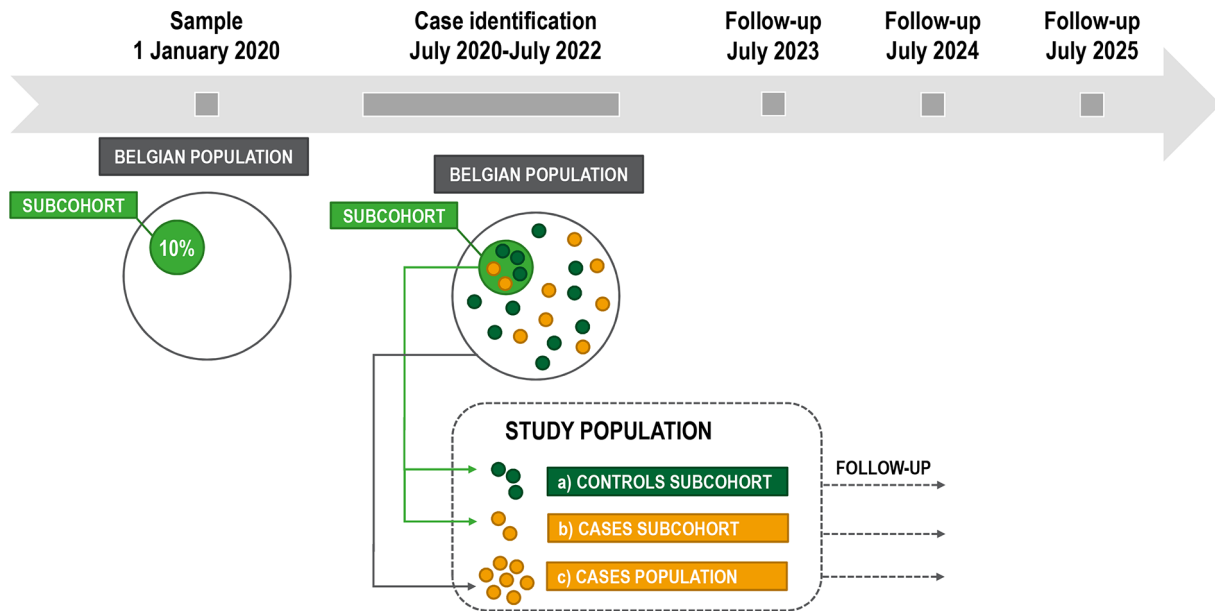 Sample
1 January 2020
Case identification
July 2020-July 2022
Follow-up
July 2023
Follow-up
July 2024
Follow-up
July 2025
BELGIAN POPULATION
SUBCOHORT
10%
BELGIAN POPULATION
SUBCOHORT
STUDY POPULATION
a) CONTROLS SUBCOHORT
FOLLOW-UP
b) CASES SUBCOHORT
c) CASES POPULATION